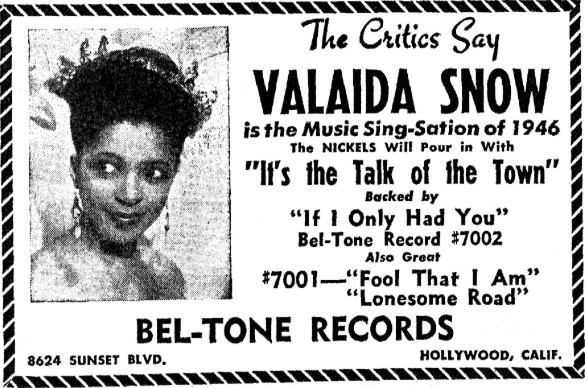 The Critics Say
VALAIDA SNOW
is the Music Sing-Sation of 1946
The NICKELS Will Pour in With
"It's the Talk of the Town"
Backed by
"If I Only Had You"
Bel-Tone Record #7002
Also Great
#7001—"Fool That I Am"
"Lonesome Road"
BEL-TONE RECORDS
8624 SUNSET BLVD.
HOLLYWOOD, CALIF.